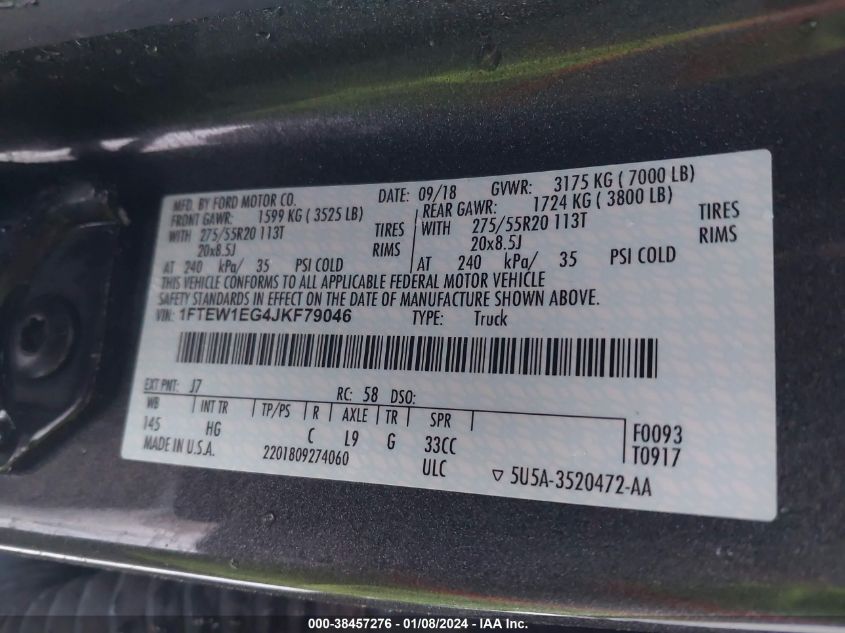 MFD. BY FORD MOTOR CO. DATE: 09/18 GVWR: 3175 KG ( 7000 LB)
FRONT GAWR: 1599 KG ( 3525 LB) REAR GAWR: 1724 KG ( 3800 LB)
WITH 275/55R20 113T TIRES WITH 275/55R20 113T TIRES
20x8.5J RIMS 20x8.5J RIMS
AT 240 kPa/ 35 PSI COLD AT 240 kPa/ 35 PSI COLD
THIS VEHICLE CONFORMS TO ALL APPLICABLE FEDERAL MOTOR VEHICLE
SAFETY STANDARDS IN EFFECT ON THE DATE OF MANUFACTURE SHOWN ABOVE.
VIN: 1FTEW1EG4JKF79046 TYPE: Truck
EXT PNT: J7 RC: 58 DSO:
WB INT TR TP/PS R AXLE TR SPR
145 HG C L9 G 33CC F0093
MADE IN U.S.A. 2201809274060 ULC T0917
▽ 5U5A-3520472-AA
000-38457276 - 01/08/2024 - IAA Inc.